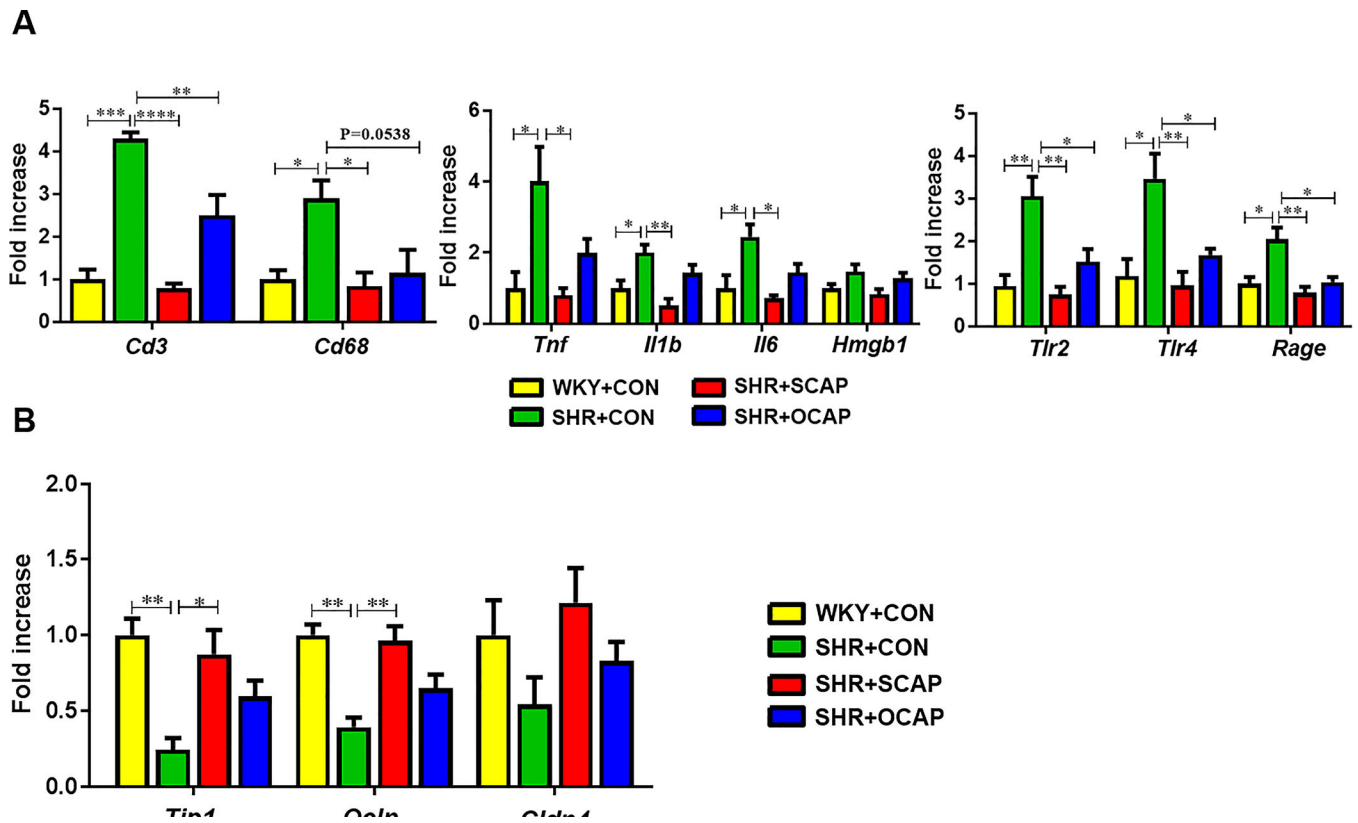 A
Fold increase
5
4
3
2
1
0
*** **** **
* * P=0.0538
Cd3 Cd68
Fold increase
6
4
2
0
* *
* **
* *
Tnf Il1b Il6 Hmgb1
Fold increase
5
4
3
2
1
0
** ** *
* ** *
* ** *
Tlr2 Tlr4 Rage
WKY+CON SHR+SCAP
SHR+CON SHR+OCAP
B
Fold increase
2.0
1.5
1.0
0.5
0.0
** *
** **
WKY+CON
SHR+CON
SHR+SCAP
SHR+OCAP